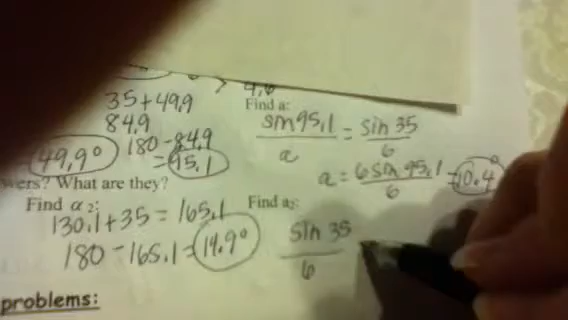 35 + 49.9
84.9
180 - 84.9
= 95.1
49.9°
Find a:
sin 95.1 / a = sin 35 / 6
a = 6 sin 95.1 / 6 = 10.4°
wers? What are they?
Find α2:
130.1 + 35 = 165.1
180 - 165.1 = 14.9°
Find a2:
sin 35 / 6
problems: